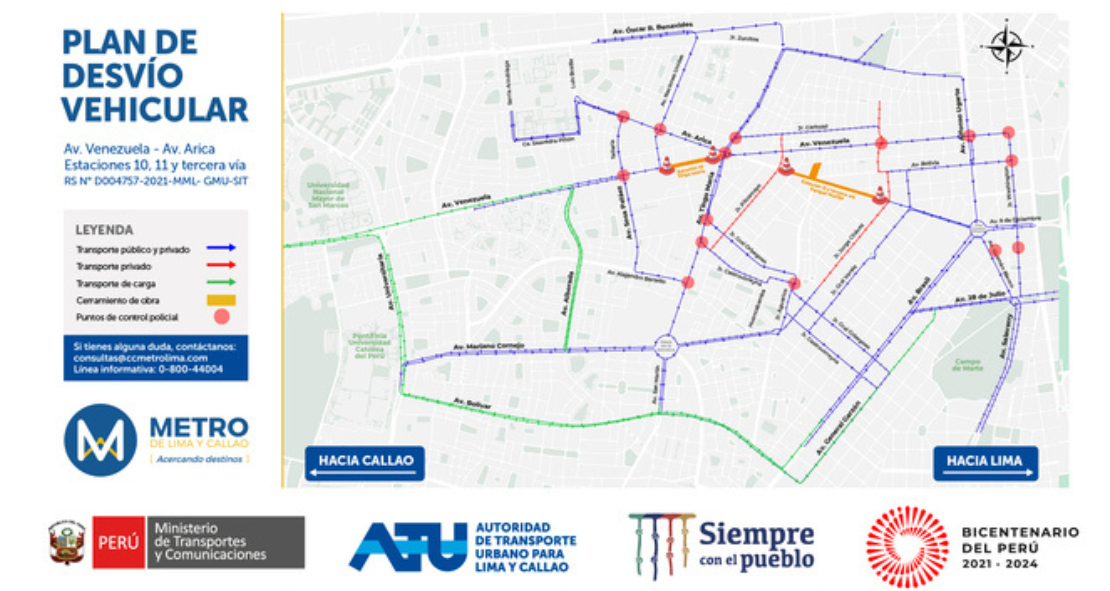 PLAN DE
DESVÍO
VEHICULAR
Av. Venezuela - Av. Arica
Estaciones 10, 11 y tercera vía
RS N° D004757-2021-MML- GMU-SIT
LEYENDA
Transporte público y privado
Transporte privado
Transporte de carga
Cerramiento de obra
Puntos de control policial
Si tienes alguna duda, contáctanos:
consultas@ccmetrolima.com
Línea informativa: 0-800-44004
METRO
DE LIMA Y CALLAO
Acercando destinos
Av. Óscar R. Benavides
Jr. Zorritos
Av. Arica
Jr. Carhuaz
Av. Venezuela
Av. Alfonso Ugarte
Av. Bolivia
Universidad
Nacional
Mayor de
San Marcos
Av. Venezuela
Av. Tingo María
Av. 9 de Diciembre
Av. Universitaria
Av. Alborada
Jr. Jorge Chávez
Av. Brasil
Av. 28 de Julio
Av. Salaverry
Pontificia
Universidad
Católica
del Perú
Av. Mariano Cornejo
Campo
de Marte
Av. Bolívar
Av. General Garzón
HACIA CALLAO
HACIA LIMA
PERÚ
Ministerio
de Transportes
y Comunicaciones
ATU
AUTORIDAD
DE TRANSPORTE
URBANO PARA
LIMA Y CALLAO
Siempre
con el pueblo
BICENTENARIO
DEL PERÚ
2021 - 2024